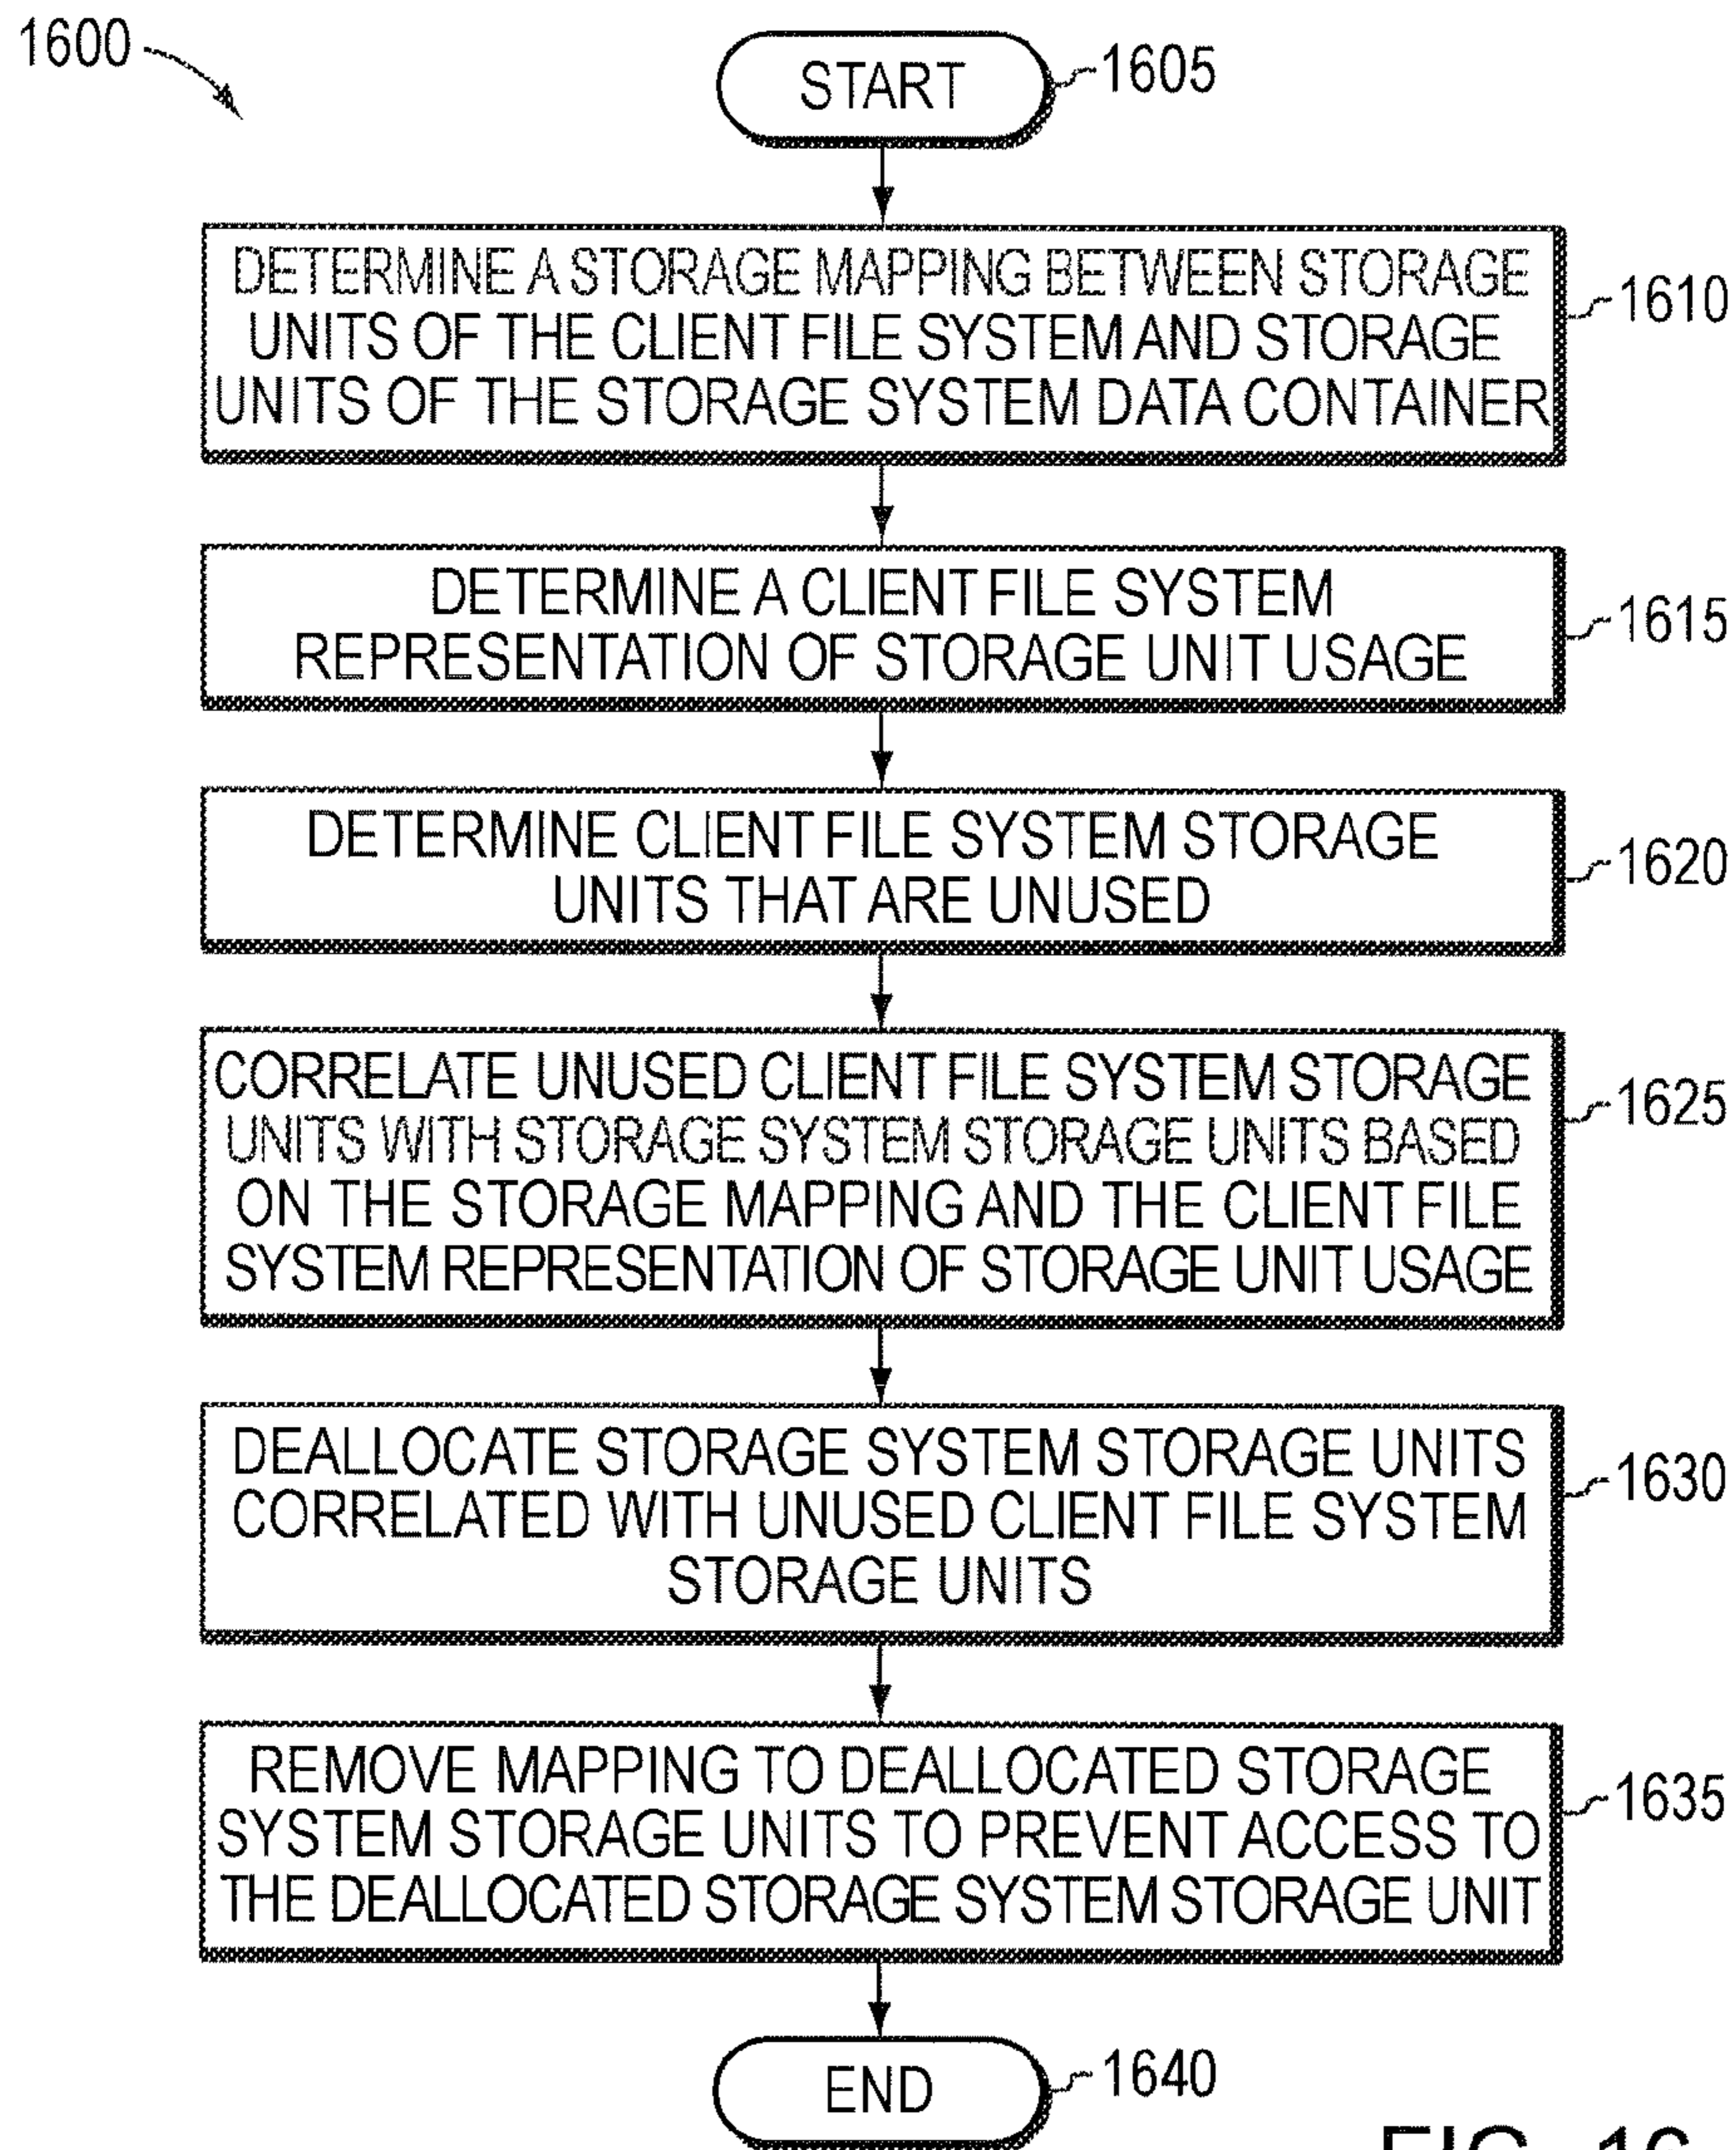 1600
START
1605
DETERMINE A STORAGE MAPPING BETWEEN STORAGE
UNITS OF THE CLIENT FILE SYSTEM AND STORAGE
UNITS OF THE STORAGE SYSTEM DATA CONTAINER
1610
DETERMINE A CLIENT FILE SYSTEM
REPRESENTATION OF STORAGE UNIT USAGE
1615
DETERMINE CLIENT FILE SYSTEM STORAGE
UNITS THAT ARE UNUSED
1620
CORRELATE UNUSED CLIENT FILE SYSTEM STORAGE
UNITS WITH STORAGE SYSTEM STORAGE UNITS BASED
ON THE STORAGE MAPPING AND THE CLIENT FILE
SYSTEM REPRESENTATION OF STORAGE UNIT USAGE
1625
DEALLOCATE STORAGE SYSTEM STORAGE UNITS
CORRELATED WITH UNUSED CLIENT FILE SYSTEM
STORAGE UNITS
1630
REMOVE MAPPING TO DEALLOCATED STORAGE
SYSTEM STORAGE UNITS TO PREVENT ACCESS TO
THE DEALLOCATED STORAGE SYSTEM STORAGE UNIT
1635
END
1640
FIG. 16